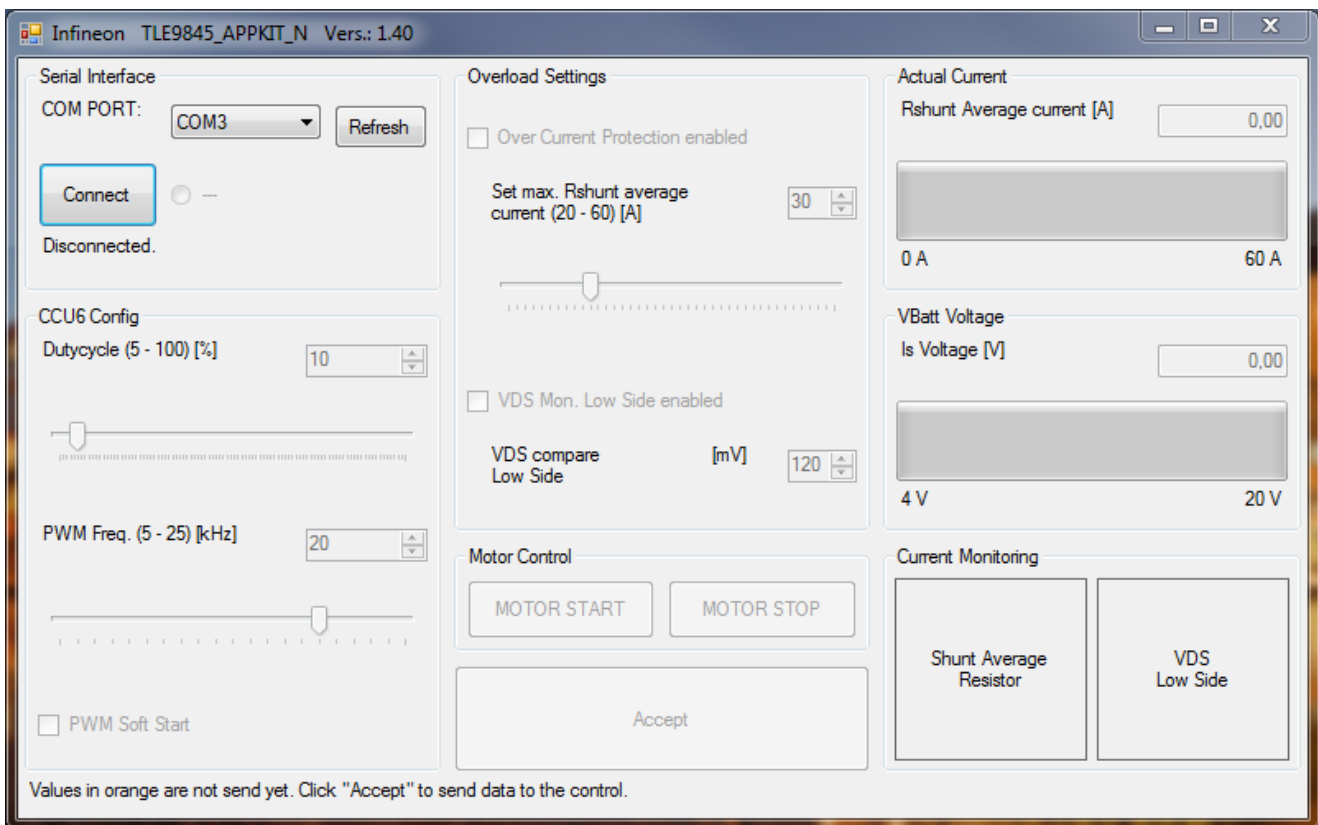 Infineon TLE9845_APPKIT_N Vers.: 1.40
Serial Interface
COM PORT:
COM3
Refresh
Connect
---
Disconnected.
CCU6 Config
Dutycycle (5 - 100) [%]
10
PWM Freq. (5 - 25) [kHz]
20
PWM Soft Start
Overload Settings
Over Current Protection enabled
Set max. Rshunt average
current (20 - 60) [A]
30
VDS Mon. Low Side enabled
VDS compare [mV]
Low Side
120
Motor Control
MOTOR START
MOTOR STOP
Accept
Actual Current
Rshunt Average current [A]
0,00
0 A
60 A
VBatt Voltage
Is Voltage [V]
0,00
4 V
20 V
Current Monitoring
Shunt Average
Resistor
VDS
Low Side
Values in orange are not send yet. Click "Accept" to send data to the control.